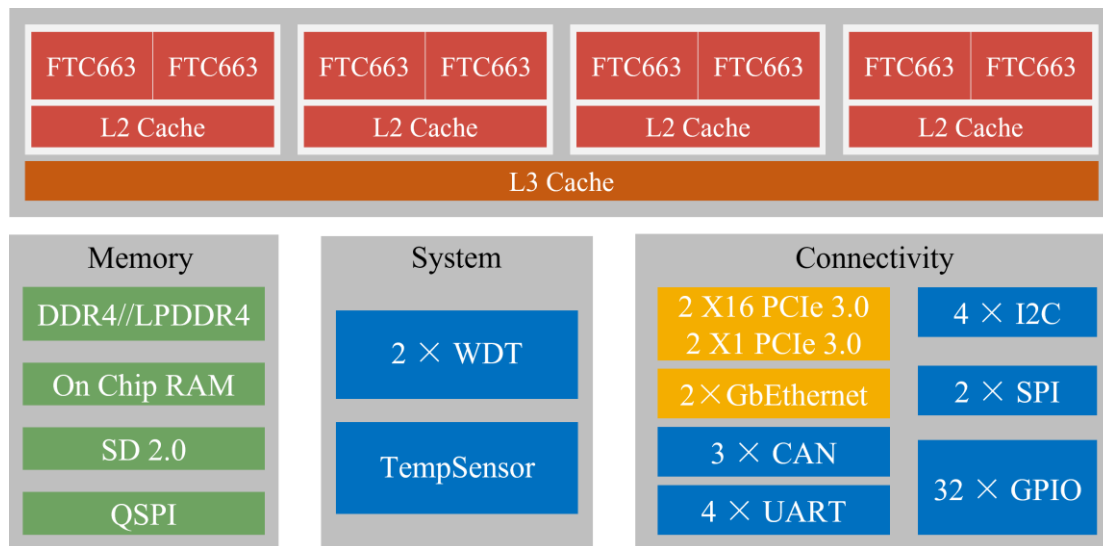 FTC663 FTC663 FTC663 FTC663 FTC663 FTC663 FTC663 FTC663
L2 Cache L2 Cache L2 Cache L2 Cache
L3 Cache
Memory
DDR4//LPDDR4
On Chip RAM
SD 2.0
QSPI
System
2 × WDT
TempSensor
Connectivity
2 X16 PCIe 3.0
2 X1 PCIe 3.0
2×GbEthernet
3 × CAN
4 × UART
4 × I2C
2 × SPI
32 × GPIO